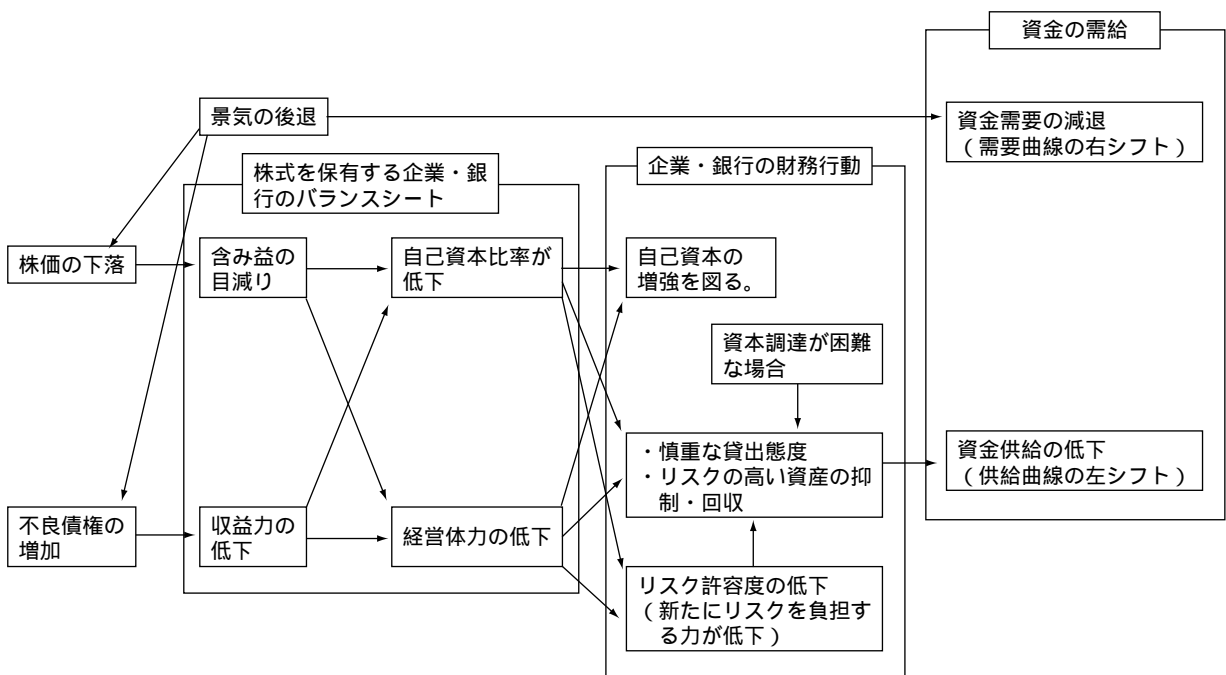 資金の需給
景気の後退
資金需要の減退
（需要曲線の右シフト）
株式を保有する企業・銀
行のバランスシート
企業・銀行の財務行動
株価の下落
含み益の
目減り
自己資本比率が
低下
自己資本の
増強を図る。
資本調達が困難
な場合
・慎重な貸出態度
・リスクの高い資産の抑
制・回収
資金供給の低下
（供給曲線の左シフト）
不良債権の
増加
収益力の
低下
経営体力の低下
リスク許容度の低下
（新たにリスクを負担す
る力が低下）